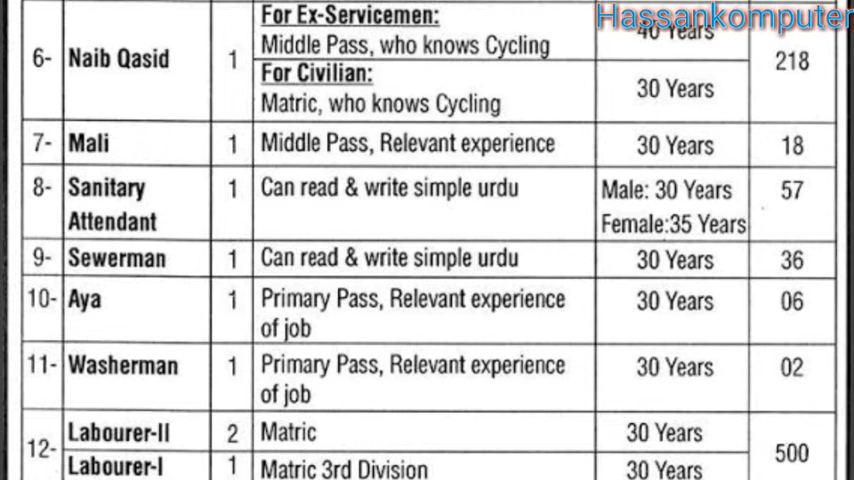 Hassankomputer
For Ex-Servicemen:
40 Years
6- Naib Qasid 1 Middle Pass, who knows Cycling 218
For Civilian:
Matric, who knows Cycling 30 Years
7- Mali 1 Middle Pass, Relevant experience 30 Years 18
8- Sanitary 1 Can read & write simple urdu Male: 30 Years 57
Attendant Female:35 Years
9- Sewerman 1 Can read & write simple urdu 30 Years 36
10- Aya 1 Primary Pass, Relevant experience 30 Years 06
of job
11- Washerman 1 Primary Pass, Relevant experience 30 Years 02
of job
12- Labourer-II 2 Matric 30 Years 500
Labourer-I 1 Matric 3rd Division 30 Years